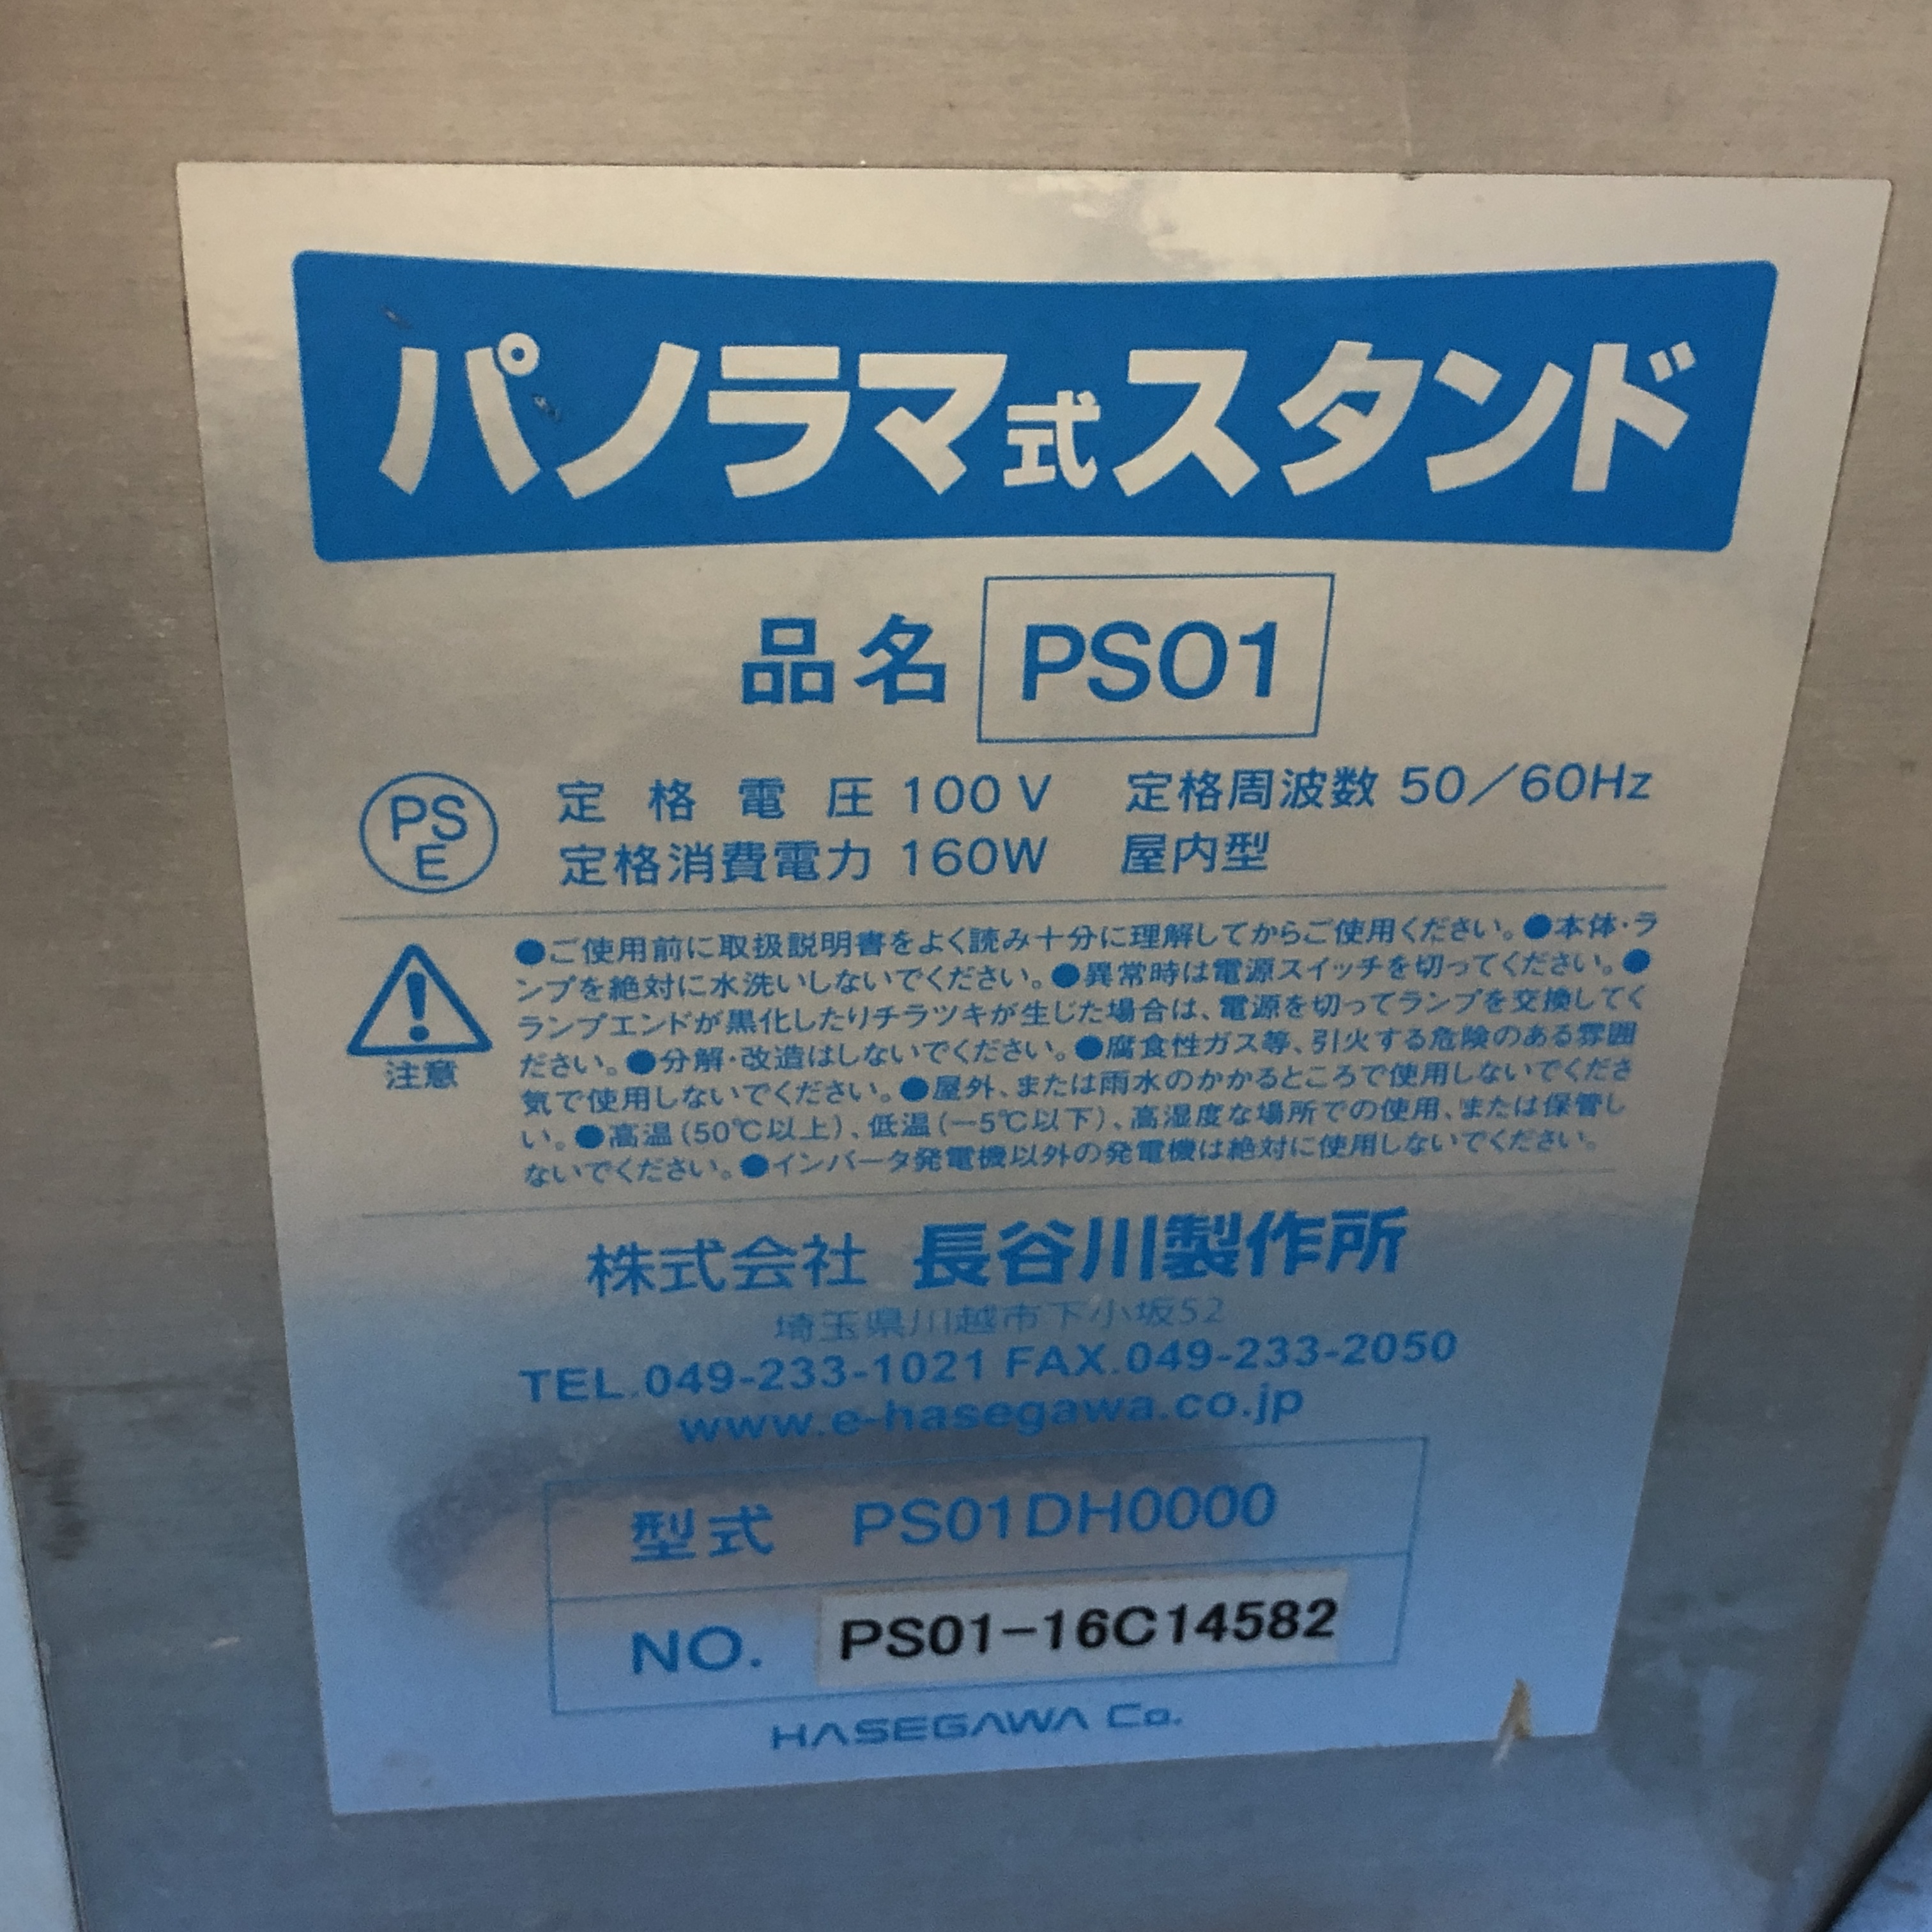 パノラマ式スタンド
品名 PS01
PS
E
定格電圧 100V 定格周波数 50/60Hz
定格消費電力 160W 屋内型
●ご使用前に取扱説明書をよく読み十分に理解してからご使用ください。●本体・ラ
ンプを絶対に水洗いしないでください。●異常時は電源スイッチを切ってください。●
ランプエンドが黒化したりチラツキが生じた場合は、電源を切ってランプを交換してく
ださい。●分解・改造はしないでください。●腐食性ガス等、引火する危険のある雰囲
気で使用しないでください。●屋外、または雨水のかかるところで使用しないでくださ
い。●高温(50℃以上)、低温(−5℃以下)、高湿度な場所での使用、または保管し
ないでください。●インバータ発電機以外の発電機は絶対に使用しないでください。
注意
株式会社 長谷川製作所
埼玉県川越市下小坂52
TEL.049-233-1021 FAX.049-233-2050
www.e-hasegawa.co.jp
型式 PS01DH0000
NO. PS01-16C14582
HASEGAWA Co.